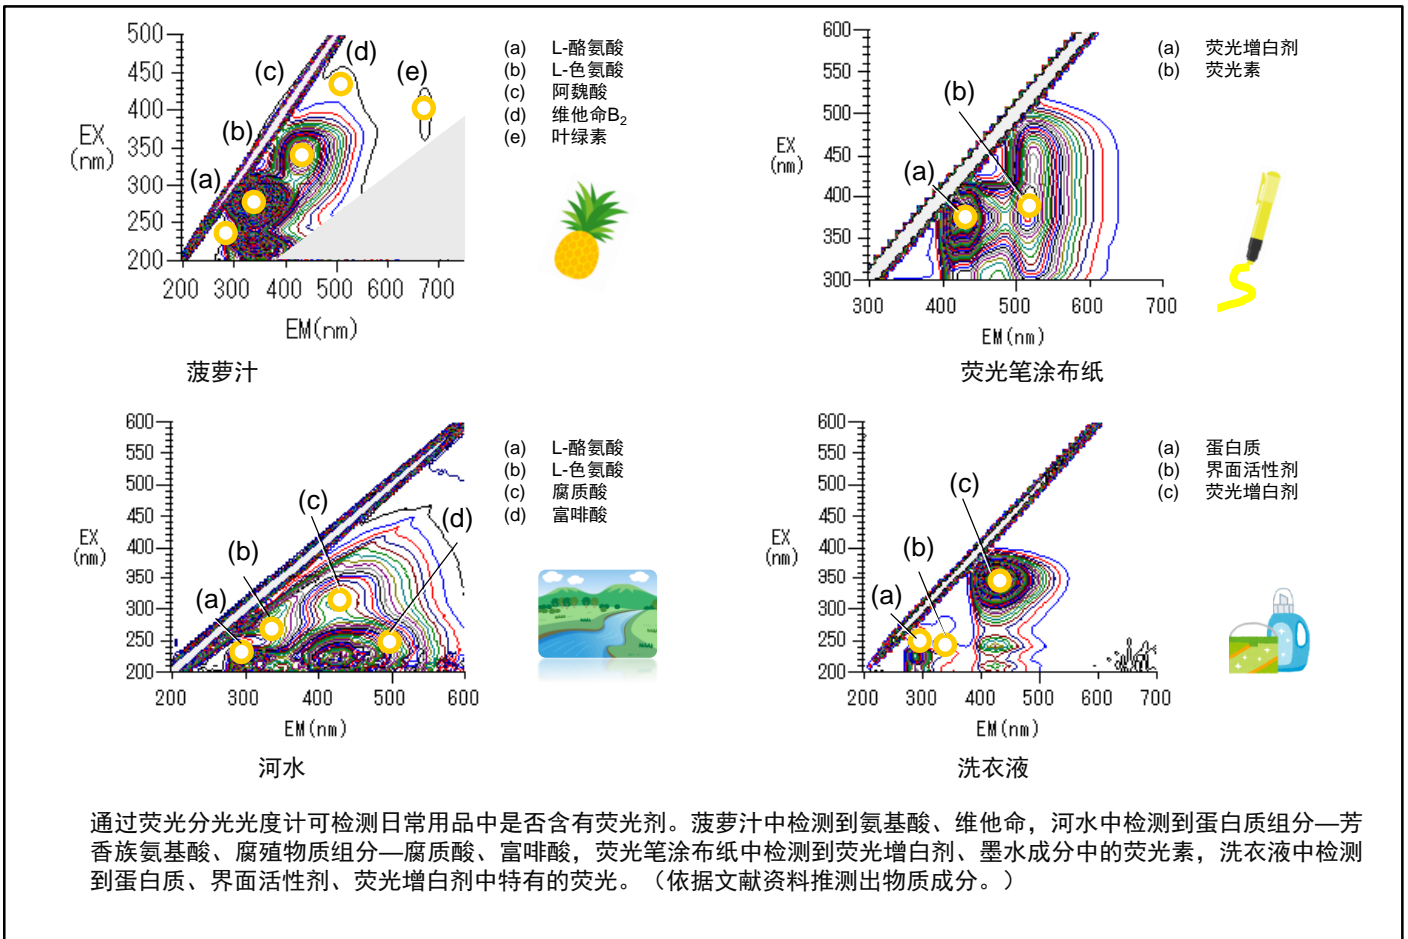 500
450
400
350
300
250
200
EX
(nm)
200 300 400 500 600 700
EM(nm)
(a)
(b)
(c)
(d)
(e)
(a) L-酪氨酸
(b) L-色氨酸
(c) 阿魏酸
(d) 维他命B₂
(e) 叶绿素
菠萝汁
600
550
500
450
400
350
300
EX
(nm)
300 400 500 600 700
EM(nm)
(a)
(b)
(a) 荧光增白剂
(b) 荧光素
荧光笔涂布纸
600
550
500
450
400
350
300
250
200
EX
(nm)
200 300 400 500 600
EM(nm)
(a)
(b)
(c)
(d)
(a) L-酪氨酸
(b) L-色氨酸
(c) 腐质酸
(d) 富啡酸
河水
600
550
500
450
400
350
300
250
200
EX
(nm)
200 300 400 500 600 700
EM(nm)
(a)
(b)
(c)
(a) 蛋白质
(b) 界面活性剂
(c) 荧光增白剂
洗衣液
通过荧光分光光度计可检测日常用品中是否含有荧光剂。菠萝汁中检测到氨基酸、维他命，河水中检测到蛋白质组分—芳
香族氨基酸、腐殖物质组分—腐质酸、富啡酸，荧光笔涂布纸中检测到荧光增白剂、墨水成分中的荧光素，洗衣液中检测
到蛋白质、界面活性剂、荧光增白剂中特有的荧光。（依据文献资料推测出物质成分。）